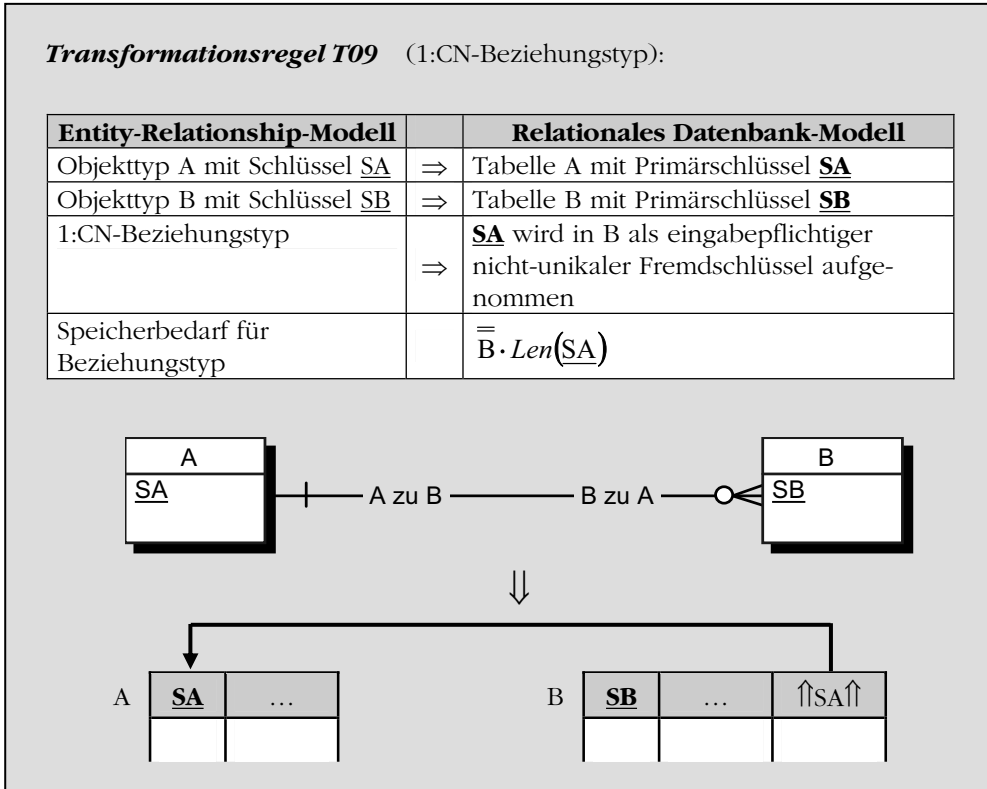 Transformationsregel T09 (1:CN-Beziehungstyp):
Entity-Relationship-Modell Relationales Datenbank-Modell
Objekttyp A mit Schlüssel SA ⇒ Tabelle A mit Primärschlüssel SA
Objekttyp B mit Schlüssel SB ⇒ Tabelle B mit Primärschlüssel SB
1:CN-Beziehungstyp ⇒ SA wird in B als eingabepflichtiger
nicht-unikaler Fremdschlüssel aufge-
nommen
Speicherbedarf für
Beziehungstyp
B̿ · Len(SA)
A
SA
A zu B
B zu A
B
SB
⇓
A SA …
B SB … ⇑SA⇑